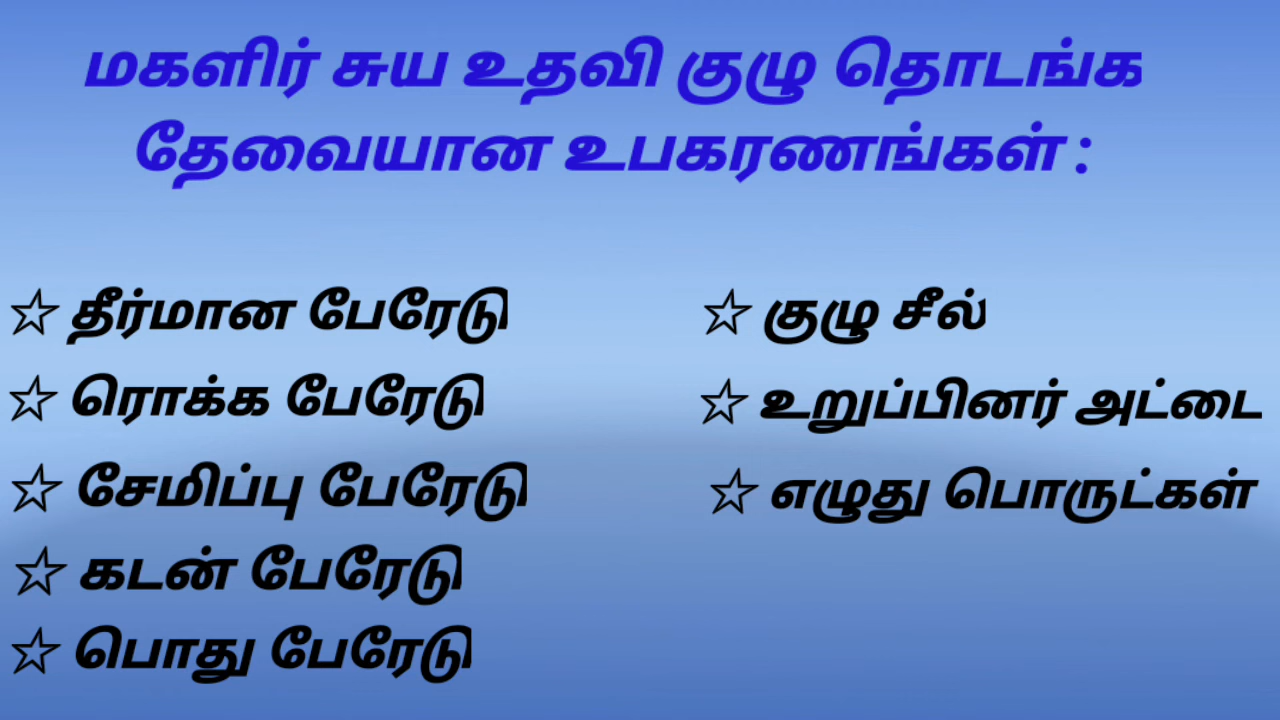 மகளிர் சுய உதவி குழு தொடங்க
தேவையான உபகரணங்கள் :
☆ தீர்மான பேரேடு
☆ ரொக்க பேரேடு
☆ சேமிப்பு பேரேடு
☆ கடன் பேரேடு
☆ பொது பேரேடு
☆ குழு சீல்
☆ உறுப்பினர் அட்டை
☆ எழுது பொருட்கள்